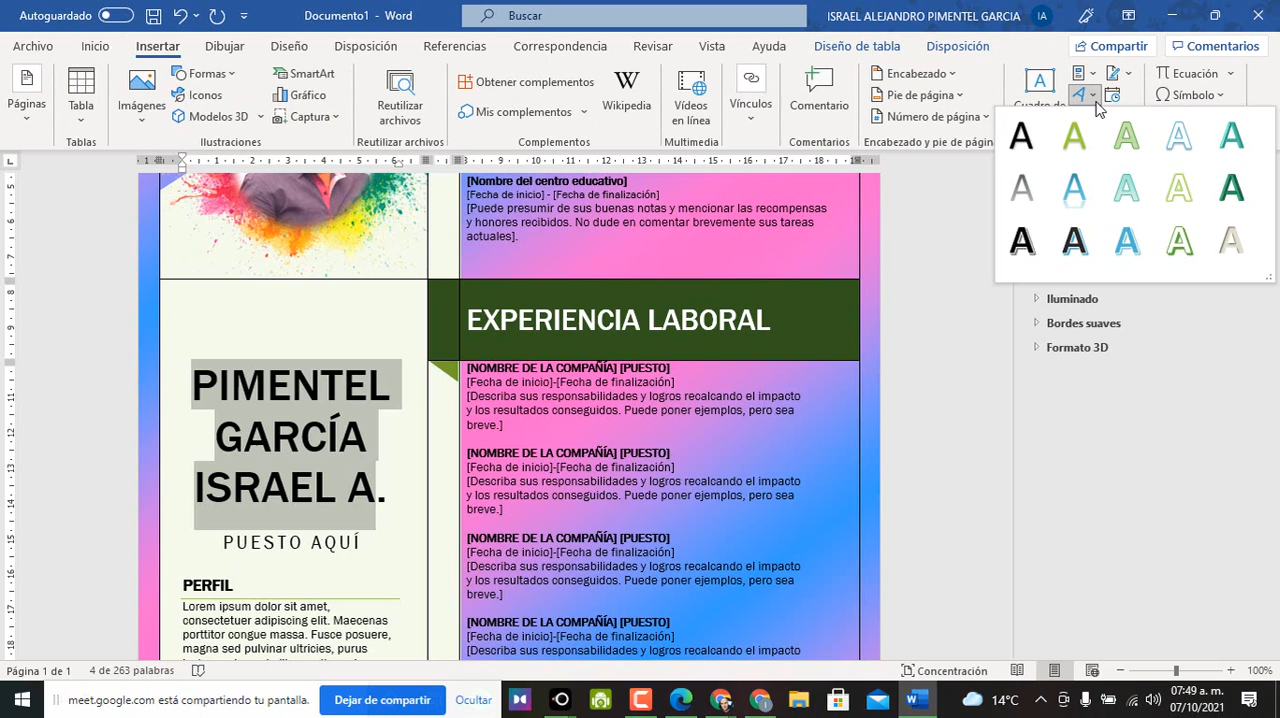 Autoguardado
Documento1 - Word
Buscar
ISRAEL ALEJANDRO PIMENTEL GARCIA
IA
Archivo
Inicio
Insertar
Dibujar
Diseño
Disposición
Referencias
Correspondencia
Revisar
Vista
Ayuda
Diseño de tabla
Disposición
Compartir
Comentarios
Páginas
Tabla
Imágenes
Formas
Iconos
Modelos 3D
SmartArt
Gráfico
Captura
Reutilizar
archivos
Obtener complementos
Mis complementos
Wikipedia
Vídeos
en línea
Vínculos
Comentario
Encabezado
Pie de página
Número de página
A
Cuadro de
Ecuación
Símbolo
Tablas
Ilustraciones
Reutilizar archivos
Complementos
Multimedia
Comentarios
Encabezado y pie de página
A A A A A
A A A A A
A A A A A
Iluminado
Bordes suaves
Formato 3D
[Nombre del centro educativo]
[Fecha de inicio] - [Fecha de finalización]
[Puede presumir de sus buenas notas y mencionar las recompensas
y honores recibidos. No dude en comentar brevemente sus tareas
actuales].
EXPERIENCIA LABORAL
PIMENTEL
GARCÍA
ISRAEL A.
PUESTO AQUÍ
PERFIL
Lorem ipsum dolor sit amet,
consectetuer adipiscing elit. Maecenas
porttitor congue massa. Fusce posuere,
magna sed pulvinar ultricies, purus
[NOMBRE DE LA COMPAÑÍA] [PUESTO]
[Fecha de inicio]-[Fecha de finalización]
[Describa sus responsabilidades y logros recalcando el impacto
y los resultados conseguidos. Puede poner ejemplos, pero sea
breve.]
[NOMBRE DE LA COMPAÑÍA] [PUESTO]
[Fecha de inicio]-[Fecha de finalización]
[Describa sus responsabilidades y logros recalcando el impacto
y los resultados conseguidos. Puede poner ejemplos, pero sea
breve.]
[NOMBRE DE LA COMPAÑÍA] [PUESTO]
[Fecha de inicio]-[Fecha de finalización]
[Describa sus responsabilidades y logros recalcando el impacto
y los resultados conseguidos. Puede poner ejemplos, pero sea
breve.]
[NOMBRE DE LA COMPAÑÍA] [PUESTO]
[Fecha de inicio]-[Fecha de finalización]
[Describa sus responsabilidades y logros recalcando el impacto
Página 1 de 1
4 de 263 palabras
Concentración
100%
meet.google.com está compartiendo tu pantalla.
Dejar de compartir
Ocultar
14°C
07:49 a. m.
07/10/2021